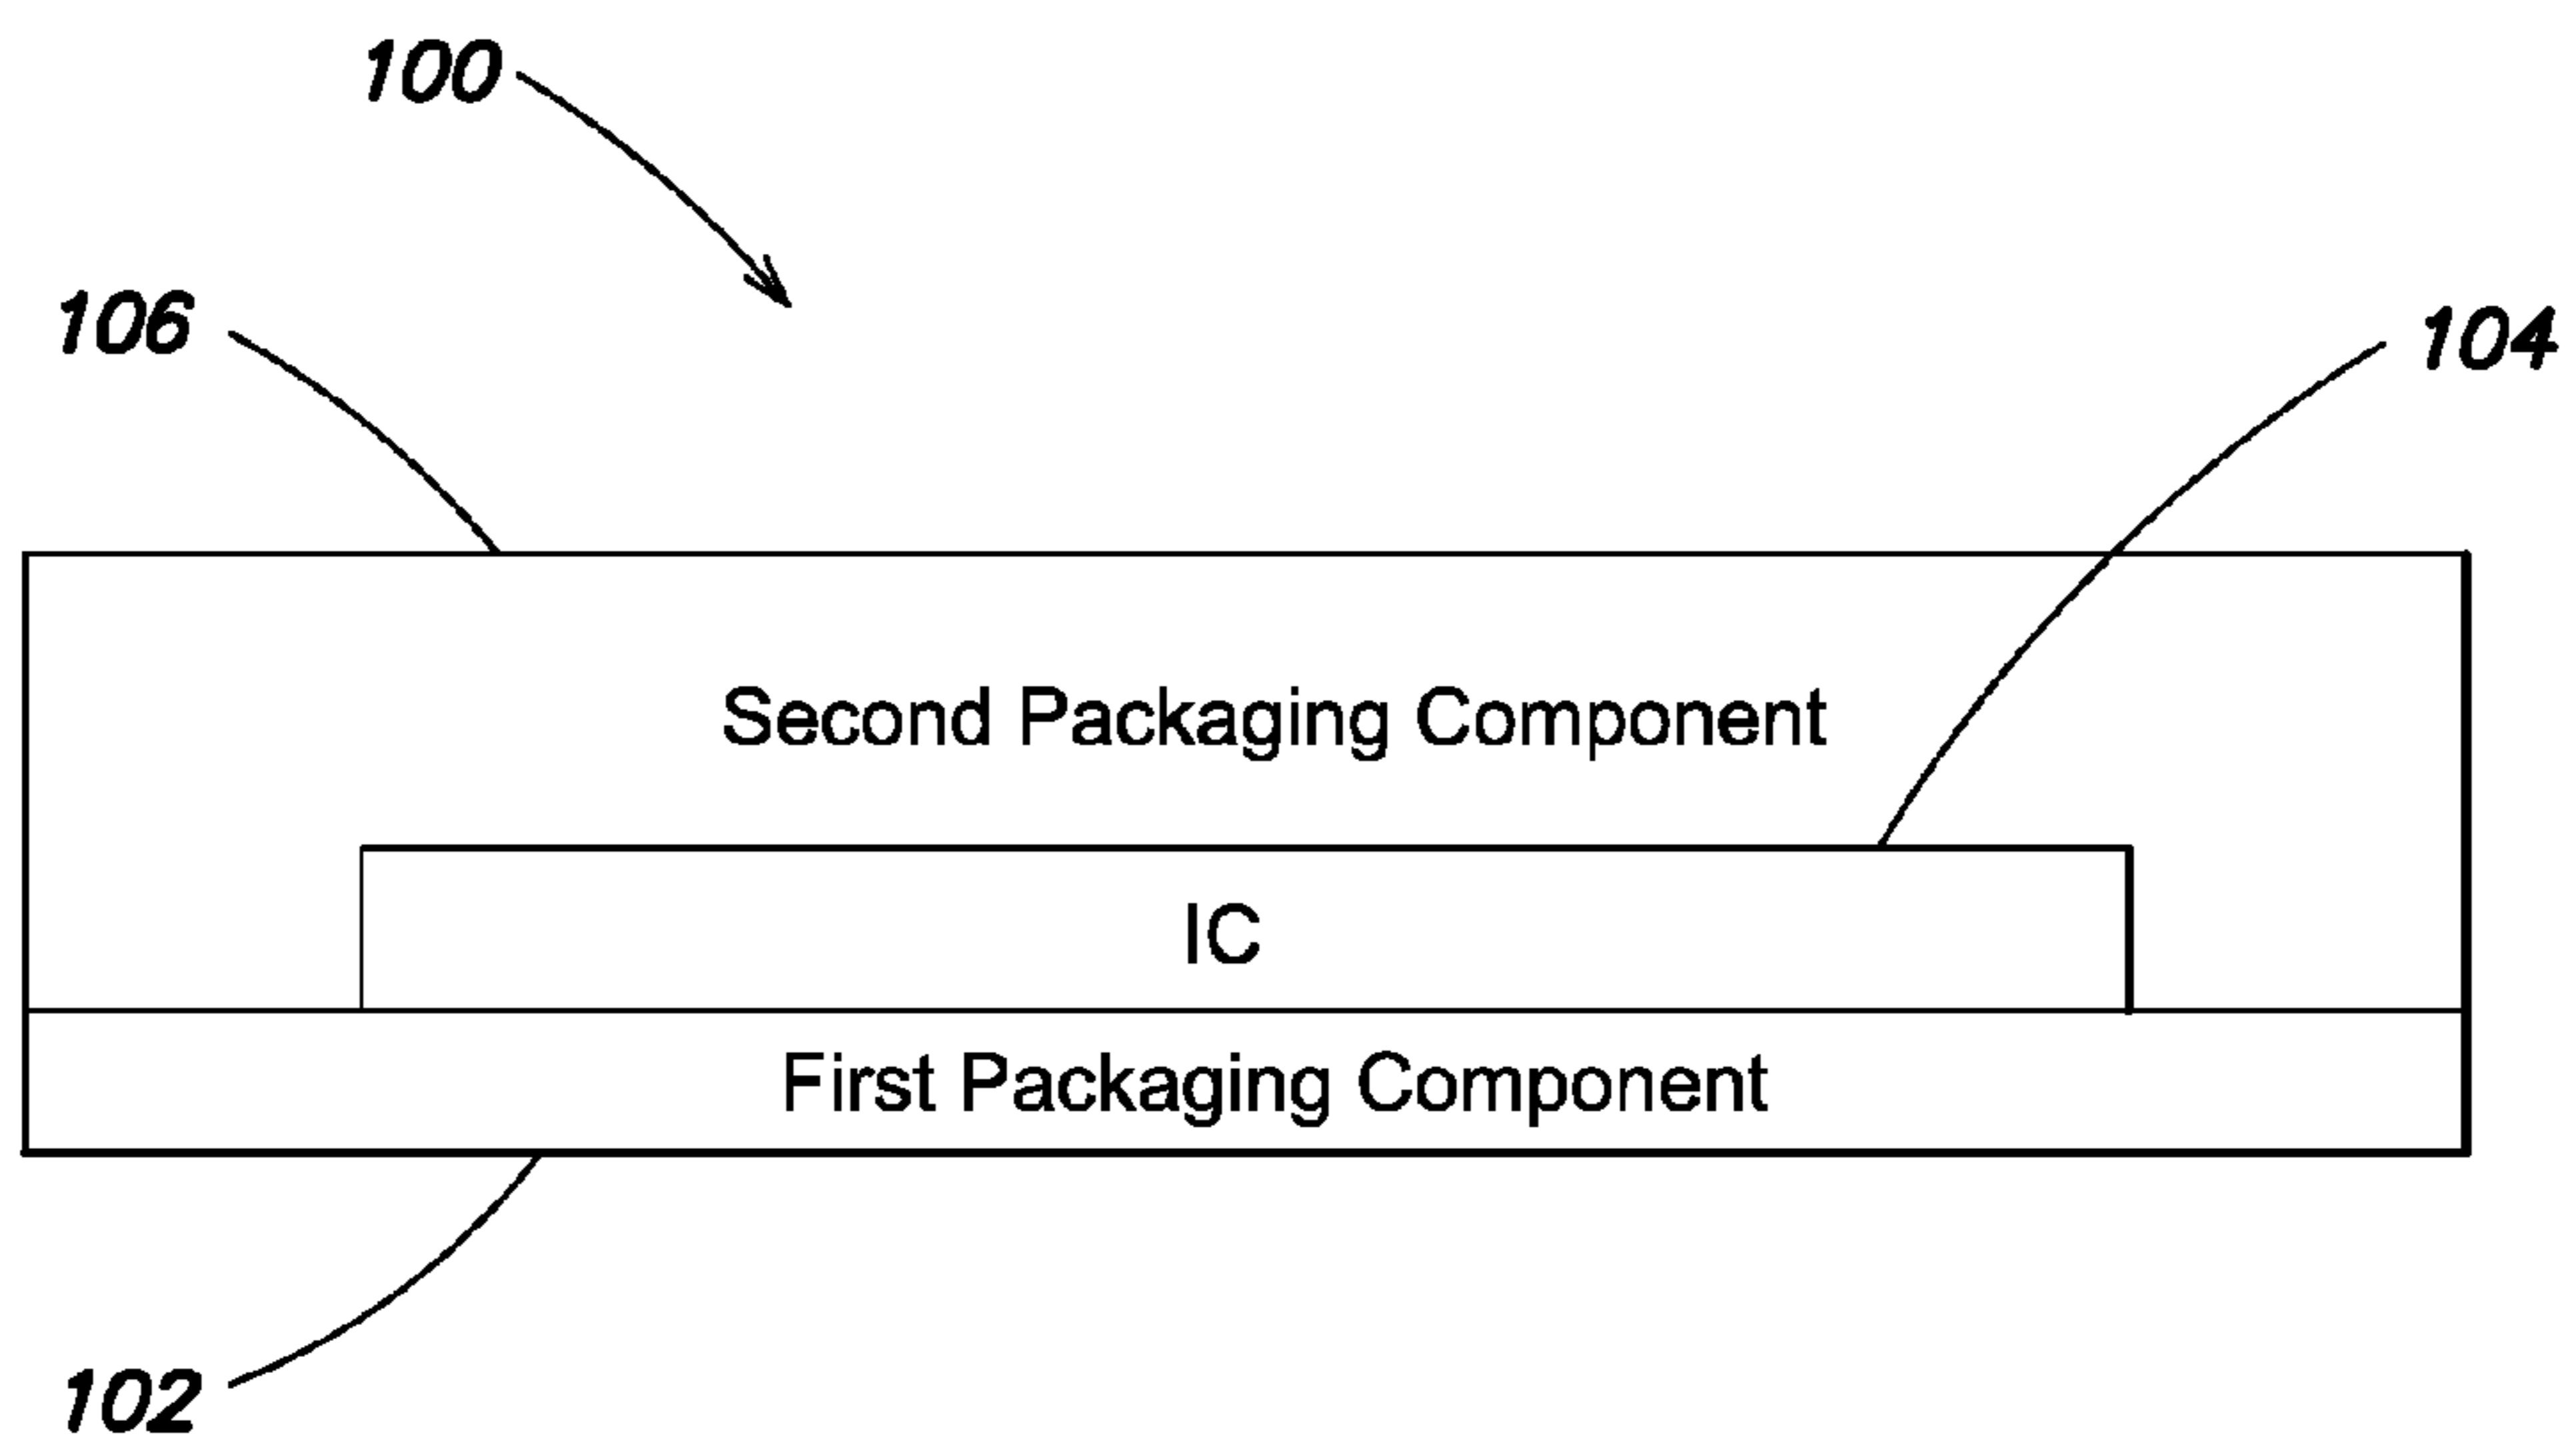 100
106
104
Second Packaging Component
IC
First Packaging Component
102